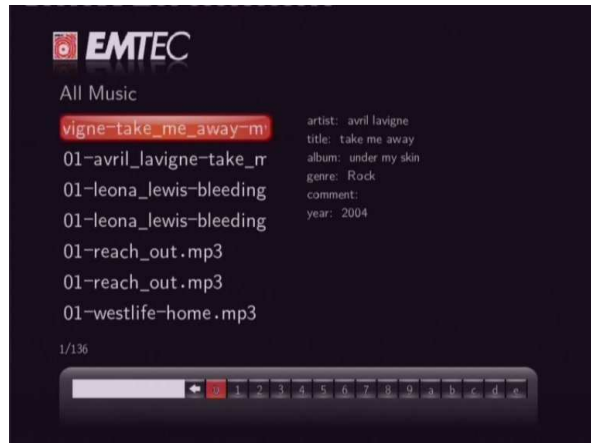 EMTEC
All Music
vigne-take_me_away-m
01-avril_lavigne-take_m
01-leona_lewis-bleeding
01-leona_lewis-bleeding
01-reach_out.mp3
01-reach_out.mp3
01-westlife-home.mp3
artist: avril lavigne
title: take me away
album: under my skin
genre: Rock
comment:
year: 2004
1/136
1 2 3 4 5 6 7 8 9 a b c d e